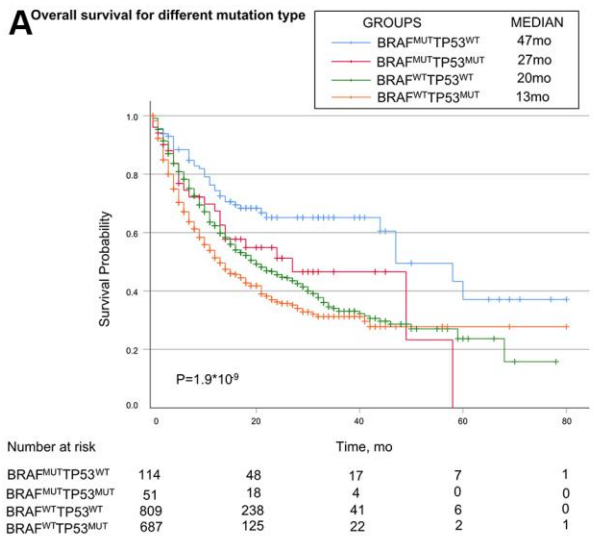 A Overall survival for different mutation type
GROUPS MEDIAN
BRAFᴹᵁᵀTP53ᵂᵀ 47mo
BRAFᴹᵁᵀTP53ᴹᵁᵀ 27mo
BRAFᵂᵀTP53ᵂᵀ 20mo
BRAFᵂᵀTP53ᴹᵁᵀ 13mo
1.0
0.8
0.6
0.4
0.2
0.0
Survival Probability
P=1.9*10⁻⁹
0 20 40 60 80
Number at risk Time, mo
BRAFᴹᵁᵀTP53ᵂᵀ 114 48 17 7 1
BRAFᴹᵁᵀTP53ᴹᵁᵀ 51 18 4 0 0
BRAFᵂᵀTP53ᵂᵀ 809 238 41 6 0
BRAFᵂᵀTP53ᴹᵁᵀ 687 125 22 2 1